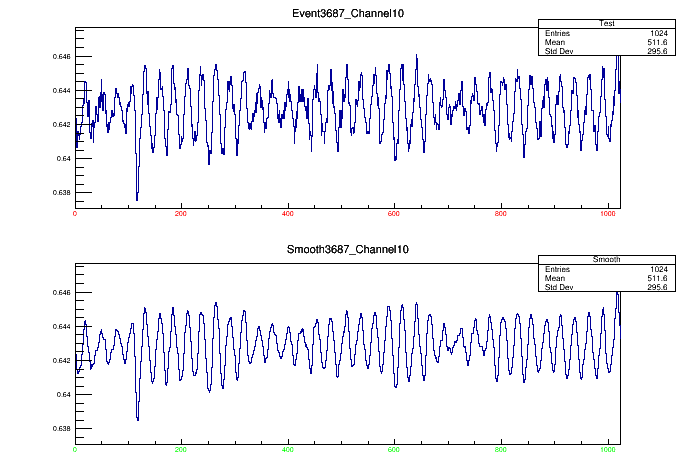 Event3687_Channel10
Test
Entries 1024
Mean 511.6
Std Dev 295.6
0.646
0.644
0.642
0.64
0.638
0 200 400 600 800 1000
Smooth3687_Channel10
Smooth
Entries 1024
Mean 511.6
Std Dev 295.6
0.646
0.644
0.642
0.64
0.638
0 200 400 600 800 1000